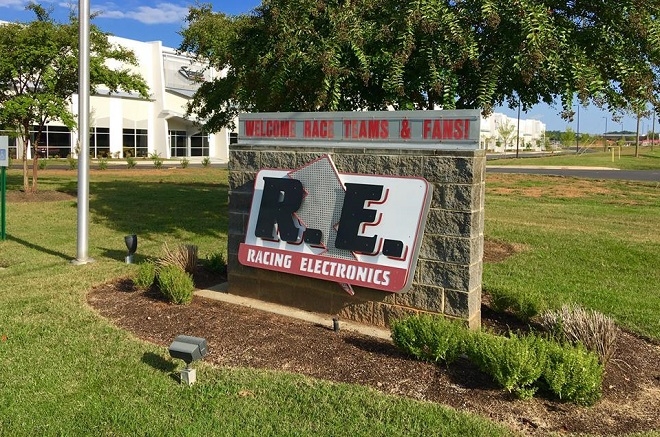 WELCOME RACE TEAMS & FANS!
R.E.
RACING ELECTRONICS